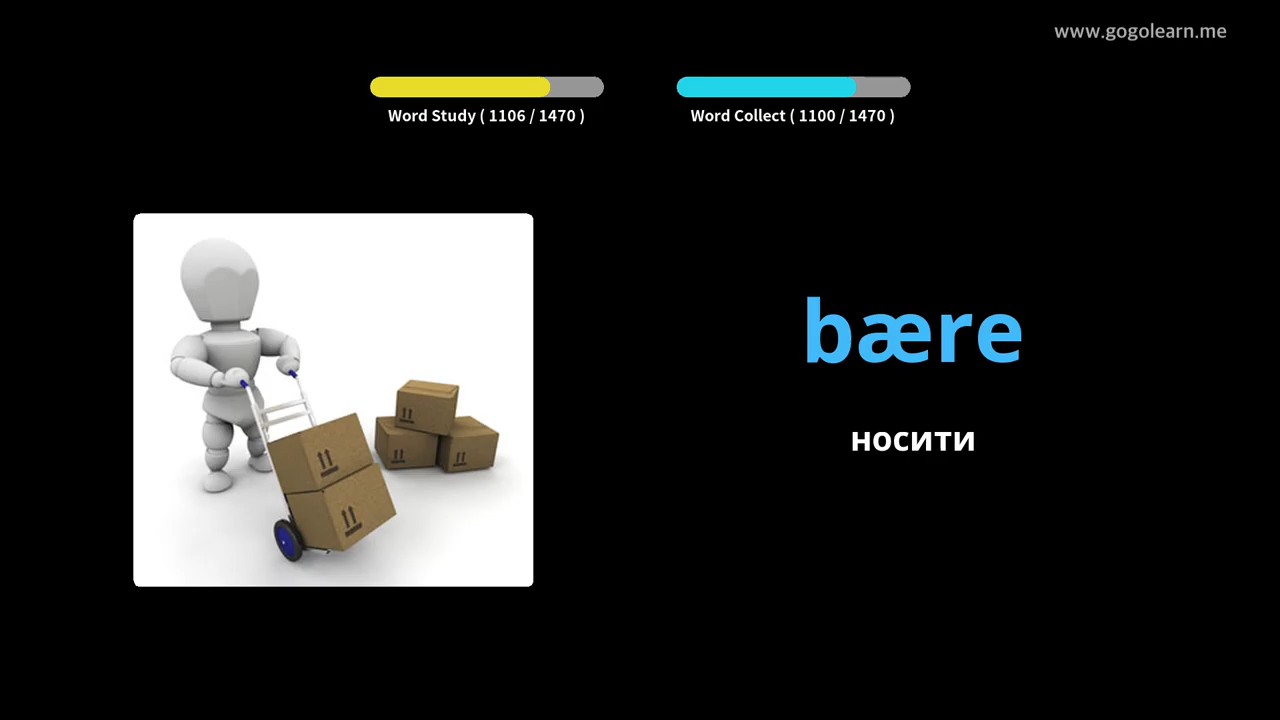 www.gogolearn.me
Word Study ( 1106 / 1470 )
Word Collect ( 1100 / 1470 )
bære
носити